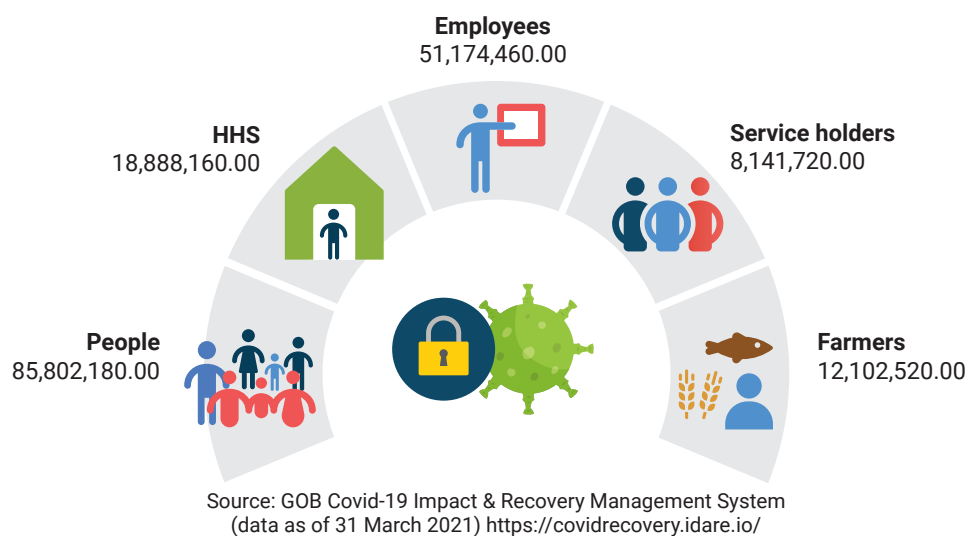 Employees
51,174,460.00
HHS
18,888,160.00
Service holders
8,141,720.00
People
85,802,180.00
Farmers
12,102,520.00
Source: GOB Covid-19 Impact & Recovery Management System
(data as of 31 March 2021) https://covidrecovery.idare.io/